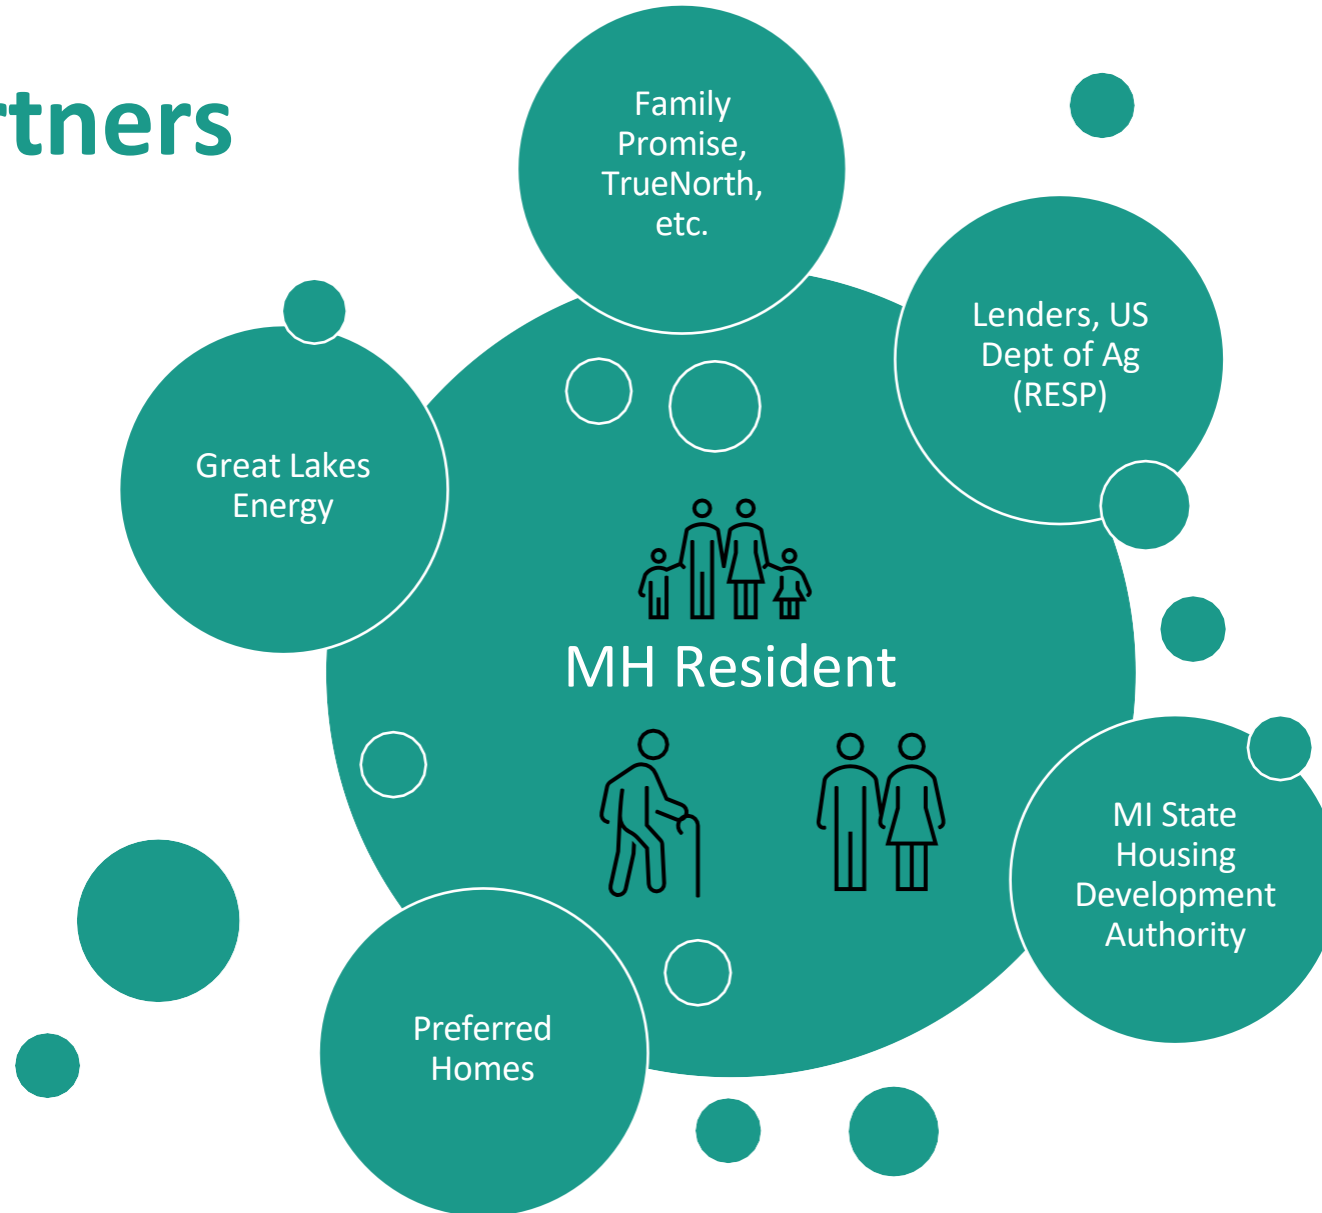 rtners
Family
Promise,
TrueNorth,
etc.
Lenders, US
Dept of Ag
(RESP)
Great Lakes
Energy
MH Resident
MI State
Housing
Development
Authority
Preferred
Homes